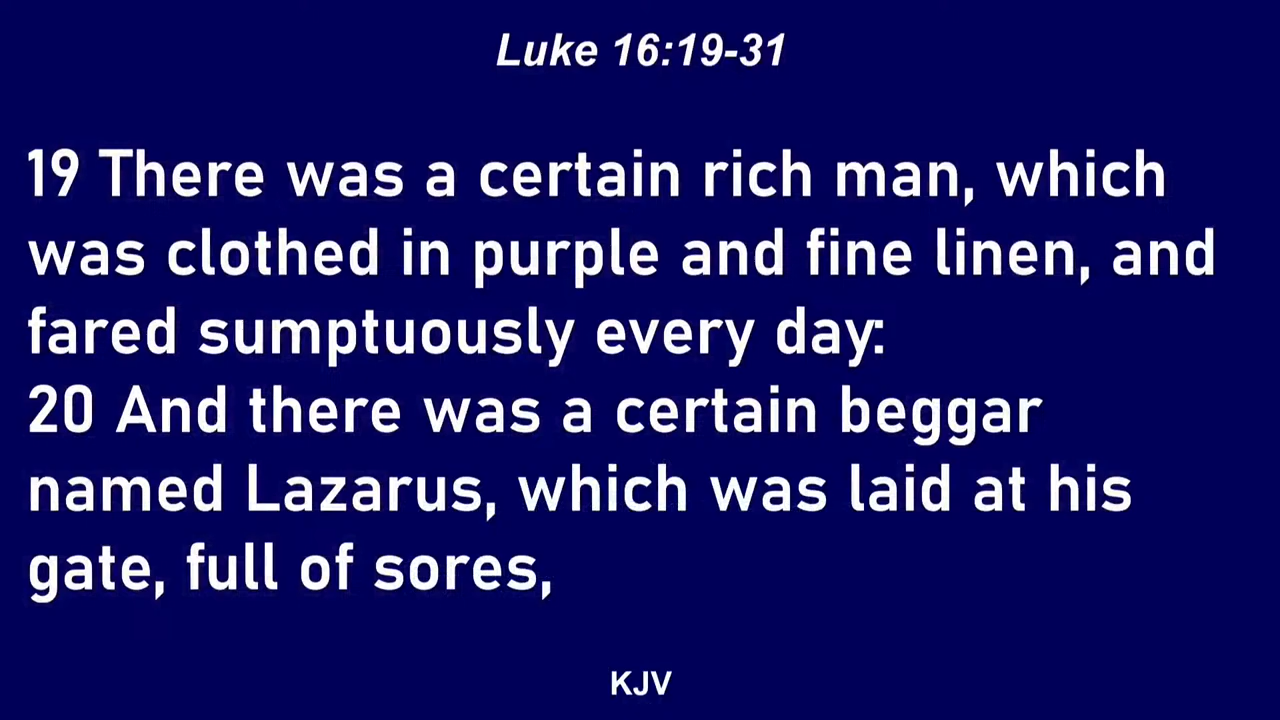 Luke 16:19-31
19 There was a certain rich man, which
was clothed in purple and fine linen, and
fared sumptuously every day:
20 And there was a certain beggar
named Lazarus, which was laid at his
gate, full of sores,
KJV